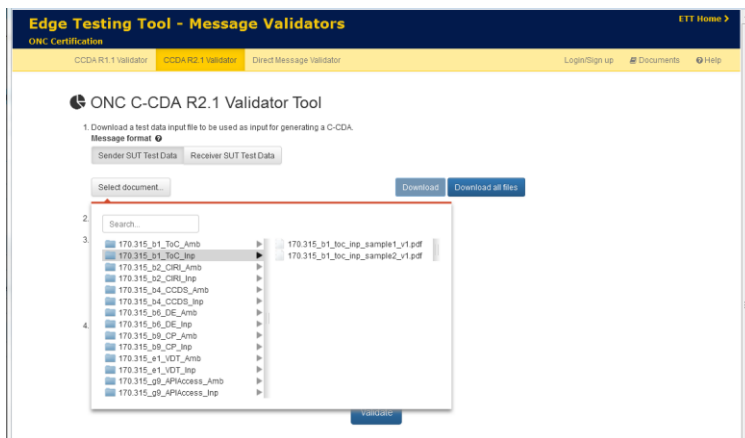 Edge Testing Tool - Message Validators
ETT Home >
ONC Certification
CCDA R1.1 Validator CCDA R2.1 Validator Direct Message Validator Login/Sign up Documents Help
ONC C-CDA R2.1 Validator Tool
1. Download a test data input file to be used as input for generating a C-CDA.
Message format
Sender SUT Test Data Receiver SUT Test Data
Select document... Download Download all files
2.
Search...
3.
170.315_b1_ToC_Amb 170.315_b1_toc_inp_sample1_v1.pdf
170.315_b1_ToC_Inp 170.315_b1_toc_inp_sample2_v1.pdf
170.315_b2_CIRI_Amb
170.315_b2_CIRI_Inp
170.315_b4_CCDS_Amb
170.315_b4_CCDS_Inp
170.315_b6_DE_Amb
170.315_b6_DE_Inp
4.
170.315_b9_CP_Amb
170.315_b9_CP_Inp
170.315_e1_VDT_Amb
170.315_e1_VDT_Inp
170.315_g9_APIAccess_Amb
170.315_g9_APIAccess_Inp
Validate